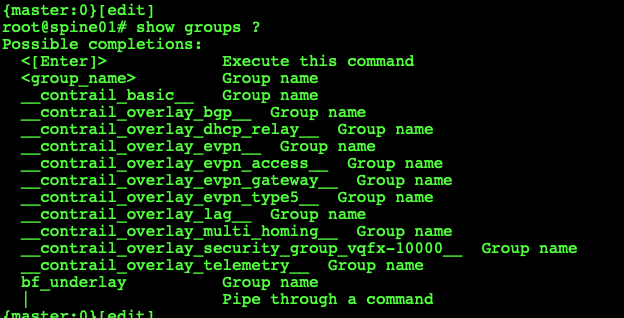 {master:0}[edit]
root@spine01# show groups ?
Possible completions:
<[Enter]> Execute this command
<group_name> Group name
__contrail_basic__ Group name
__contrail_overlay_bgp__ Group name
__contrail_overlay_dhcp_relay__ Group name
__contrail_overlay_evpn__ Group name
__contrail_overlay_evpn_access__ Group name
__contrail_overlay_evpn_gateway__ Group name
__contrail_overlay_evpn_type5__ Group name
__contrail_overlay_lag__ Group name
__contrail_overlay_multi_homing__ Group name
__contrail_overlay_security_group_vqfx-10000__ Group name
__contrail_overlay_telemetry__ Group name
bf_underlay Group name
| Pipe through a command
{master:0}[edit]